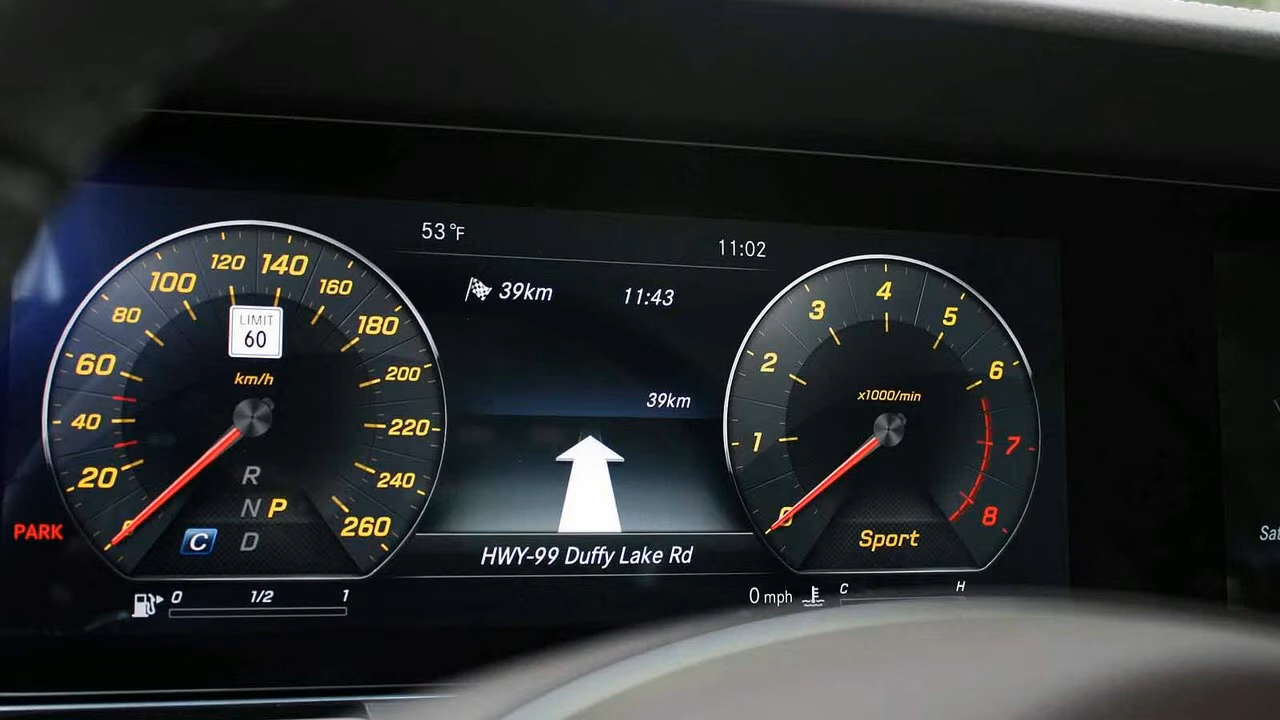 53 °F
11:02
39km
11:43
39km
HWY-99 Duffy Lake Rd
0
20
40
60
80
100
120
140
160
180
200
220
240
260
LIMIT
60
km/h
R
N P
C D
PARK
0 1/2 1
0
1
2
3
4
5
6
7
8
x1000/min
Sport
0 mph
C H